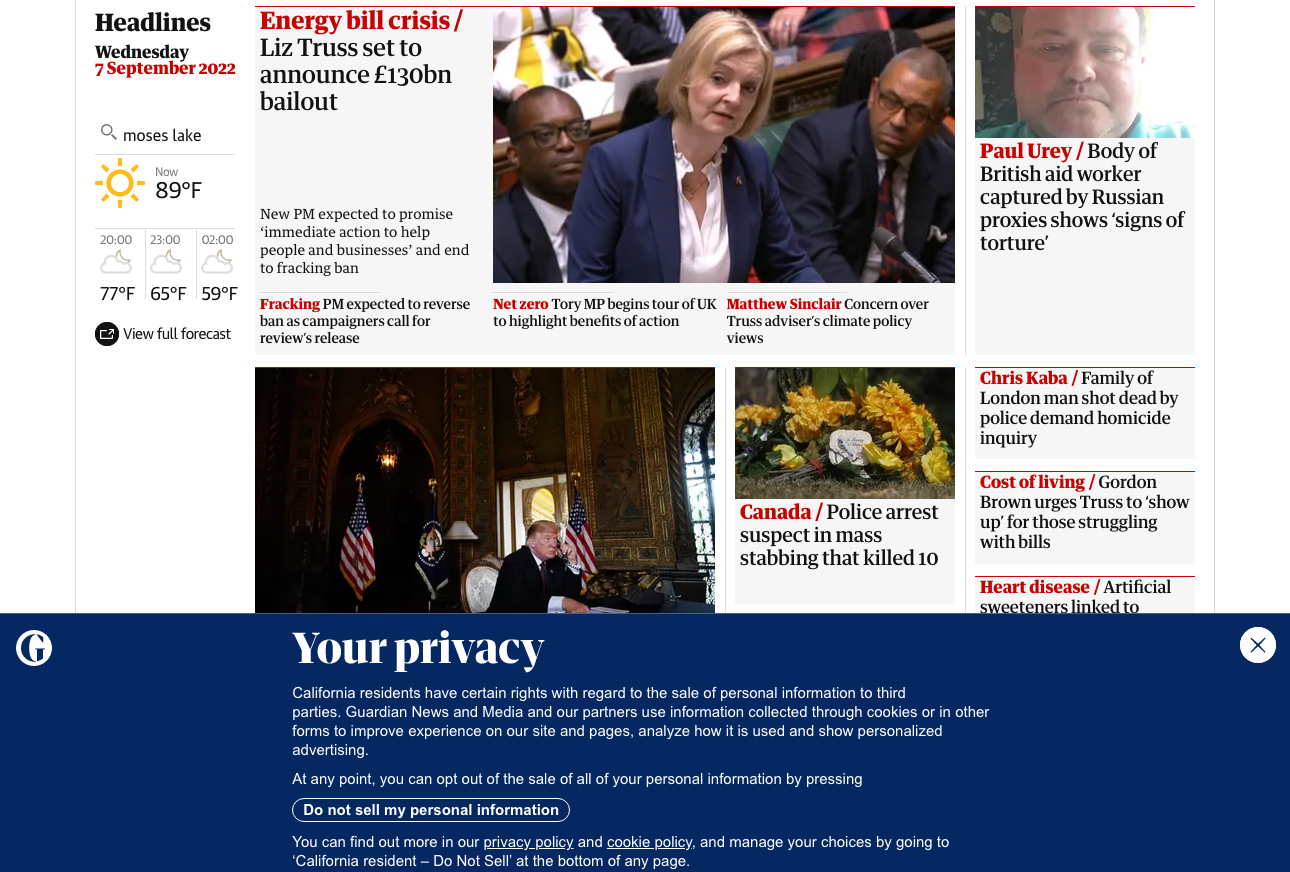 Headlines
Wednesday
7 September 2022
moses lake
Now
89°F
20:00
23:00
02:00
77°F
65°F
59°F
View full forecast
Energy bill crisis /
Liz Truss set to
announce £130bn
bailout
New PM expected to promise
‘immediate action to help
people and businesses’ and end
to fracking ban
Fracking PM expected to reverse
ban as campaigners call for
review’s release
Net zero Tory MP begins tour of UK
to highlight benefits of action
Matthew Sinclair Concern over
Truss adviser’s climate policy
views
Paul Urey / Body of
British aid worker
captured by Russian
proxies shows ‘signs of
torture’
Canada / Police arrest
suspect in mass
stabbing that killed 10
Chris Kaba / Family of
London man shot dead by
police demand homicide
inquiry
Cost of living / Gordon
Brown urges Truss to ‘show
up’ for those struggling
with bills
Heart disease / Artificial
sweeteners linked to
Your privacy
California residents have certain rights with regard to the sale of personal information to third
parties. Guardian News and Media and our partners use information collected through cookies or in other
forms to improve experience on our site and pages, analyze how it is used and show personalized
advertising.
At any point, you can opt out of the sale of all of your personal information by pressing
Do not sell my personal information
You can find out more in our privacy policy and cookie policy, and manage your choices by going to
‘California resident – Do Not Sell’ at the bottom of any page.